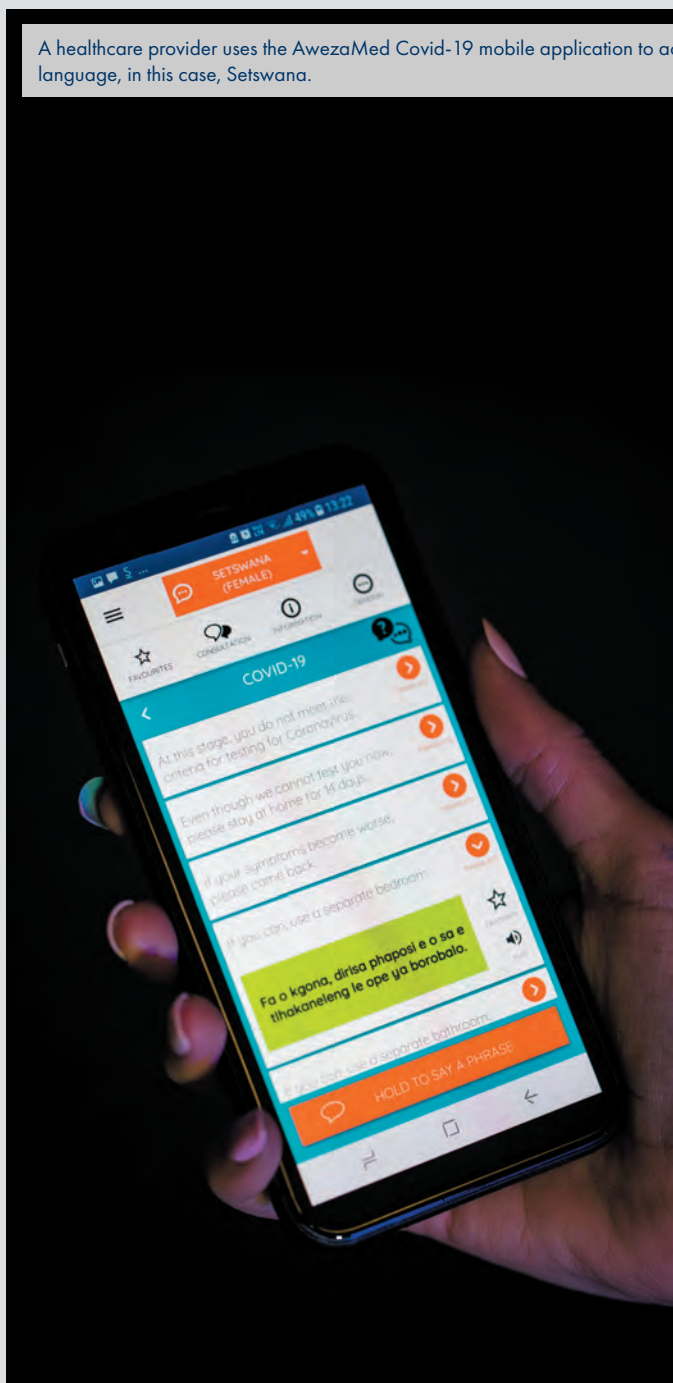 A healthcare provider uses the AwezaMed Covid-19 mobile application to
language, in this case, Setswana.
49% 13:22
SETSWANA
(FEMALE)
FAVOURITES
CONSULTATION
INFORMATION
GENERAL
COVID-19
At this stage, you do not meet the
criteria for testing for Coronavirus.
Even though we cannot test you now,
please stay at home for 14 days.
If your symptoms become worse,
please come back.
If you can, use a separate bedroom.
Fa o kgona, dirisa phaposi e o sa e
tlhakaneleng le ope ya borobalo.
If you can, use a separate bathroom.
HOLD TO SAY A PHRASE